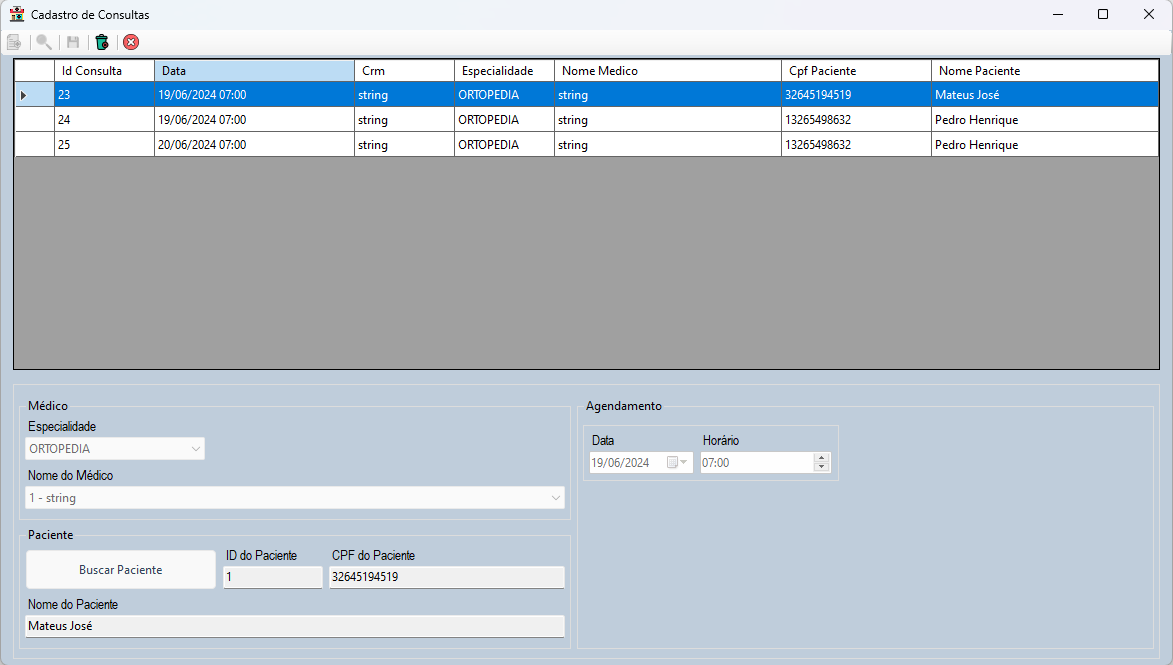 Cadastro de Consultas
Id Consulta Data Crm Especialidade Nome Medico Cpf Paciente Nome Paciente
23 19/06/2024 07:00 string ORTOPEDIA string 32645194519 Mateus José
24 19/06/2024 07:00 string ORTOPEDIA string 13265498632 Pedro Henrique
25 20/06/2024 07:00 string ORTOPEDIA string 13265498632 Pedro Henrique
Médico
Especialidade
ORTOPEDIA
Nome do Médico
1 - string
Paciente
Buscar Paciente
ID do Paciente
1
CPF do Paciente
32645194519
Nome do Paciente
Mateus José
Agendamento
Data
19/06/2024
Horário
07:00